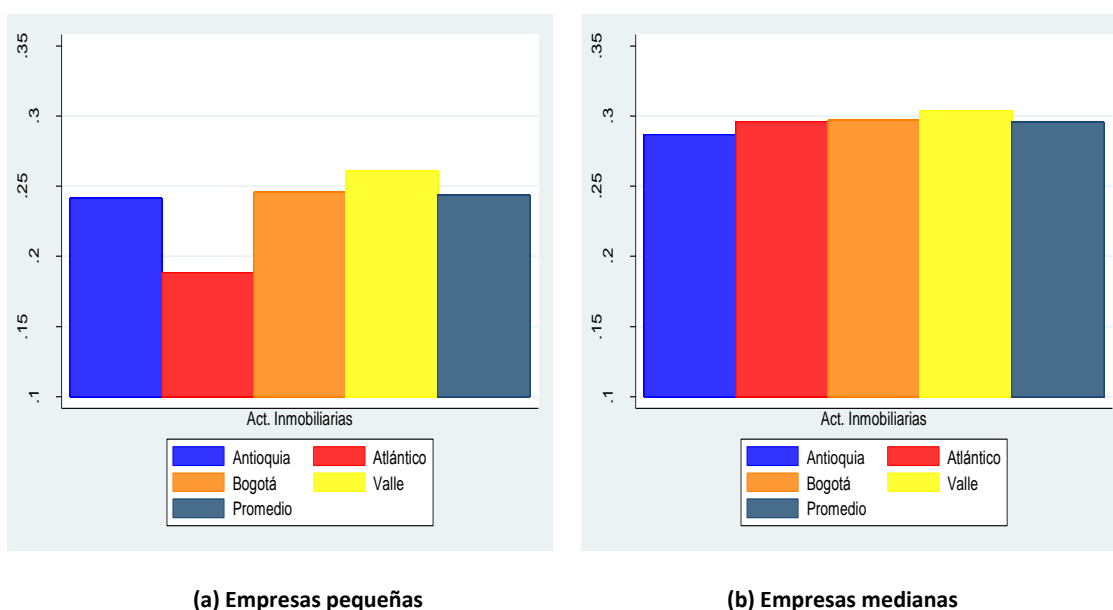 .35
.3
.25
.2
.15
.1
Act. Inmobiliarias
Antioquia
Atlántico
Bogotá
Valle
Promedio
(a) Empresas pequeñas
.35
.3
.25
.2
.15
.1
Act. Inmobiliarias
Antioquia
Atlántico
Bogotá
Valle
Promedio
(b) Empresas medianas